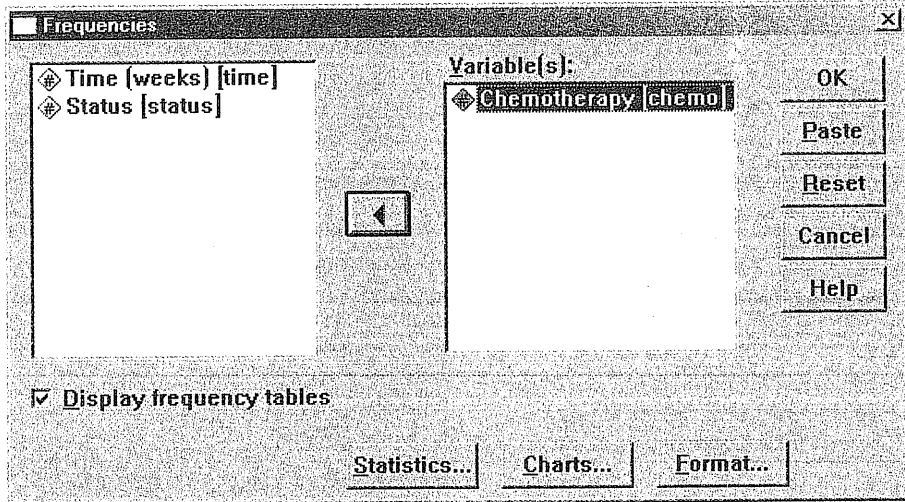 Frequencies
Time (weeks) [time]
Status [status]
Variable(s):
Chemotherapy [chemo]
OK
Paste
Reset
Cancel
Help
Display frequency tables
Statistics...
Charts...
Format...